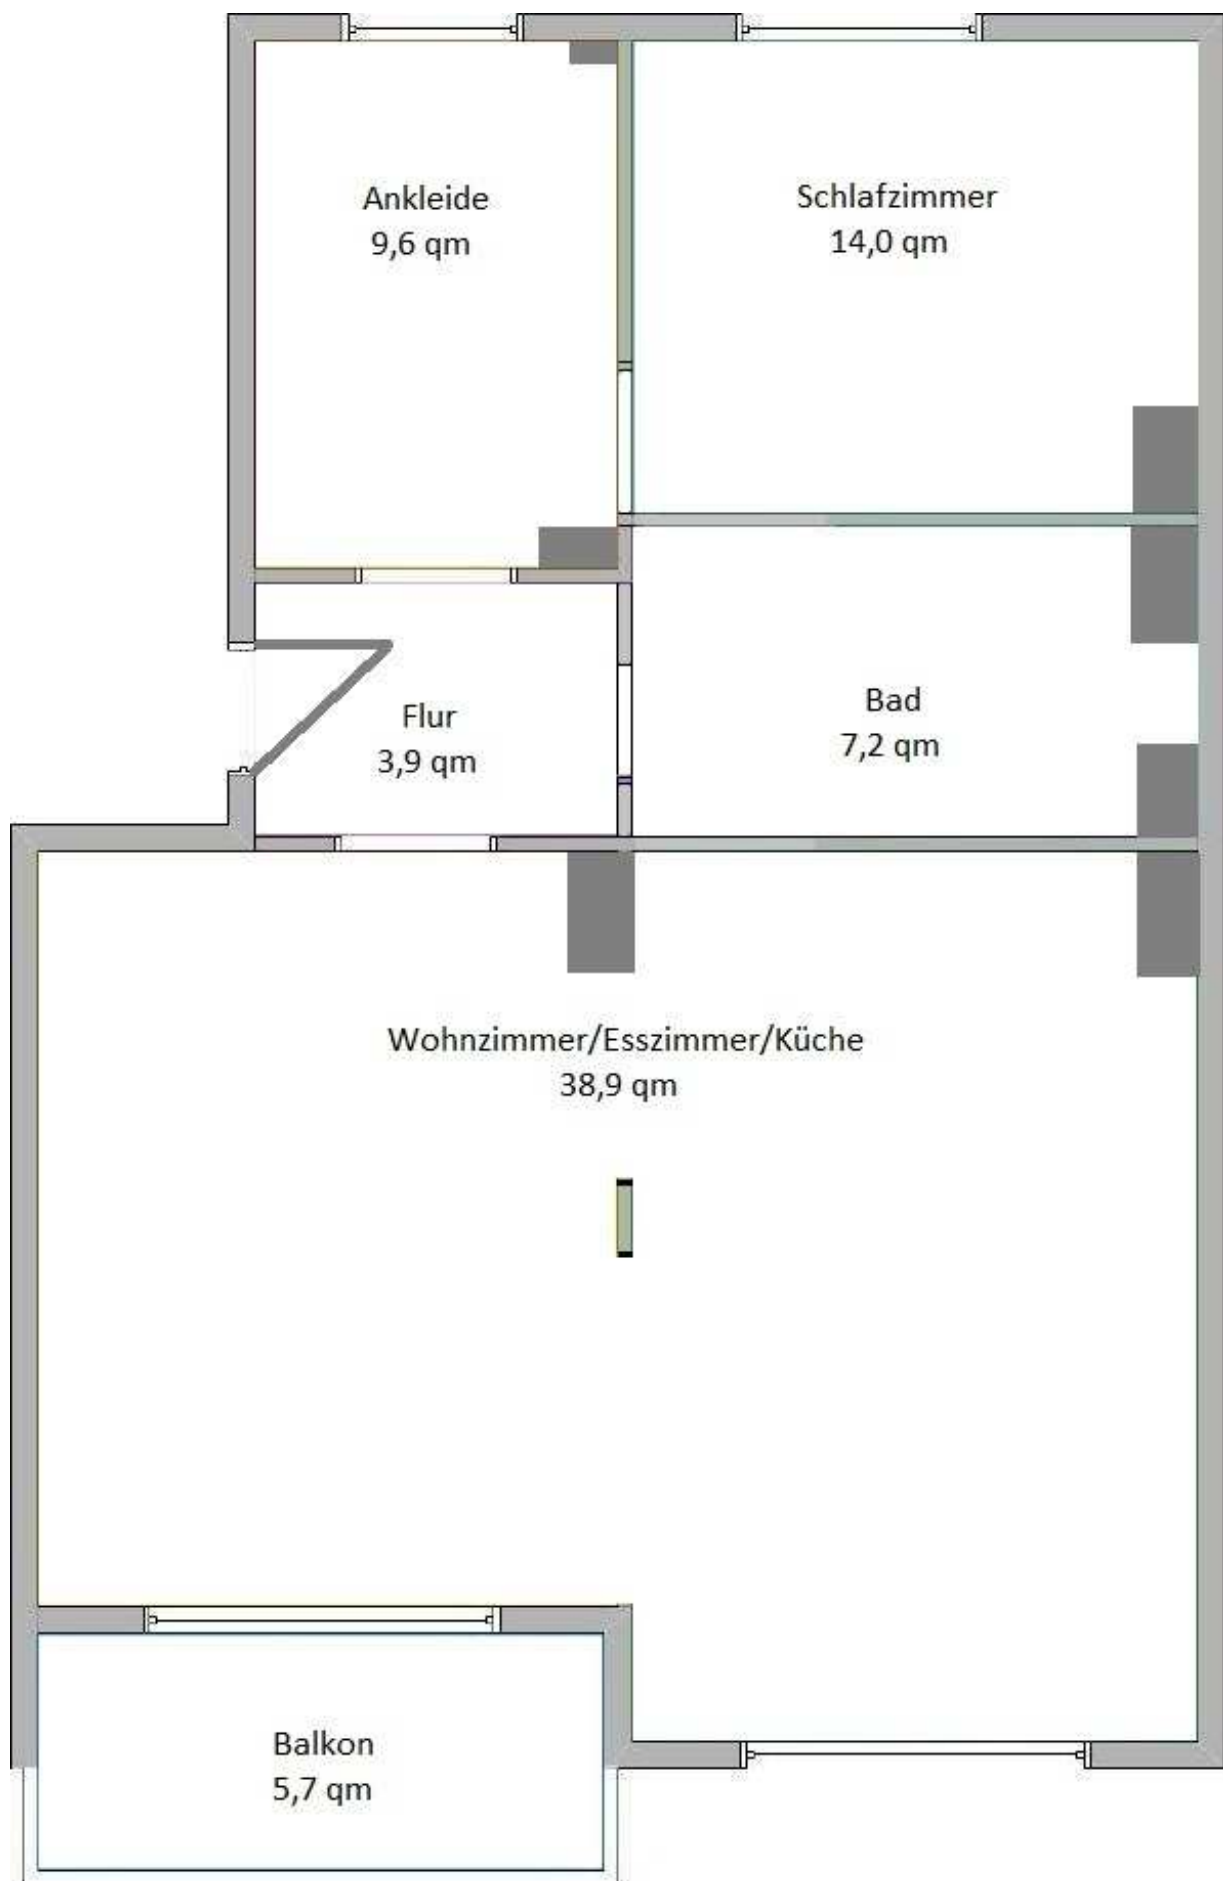 Ankleide
9,6 qm
Schlafzimmer
14,0 qm
Flur
3,9 qm
Bad
7,2 qm
Wohnzimmer/Esszimmer/Küche
38,9 qm
Balkon
5,7 qm